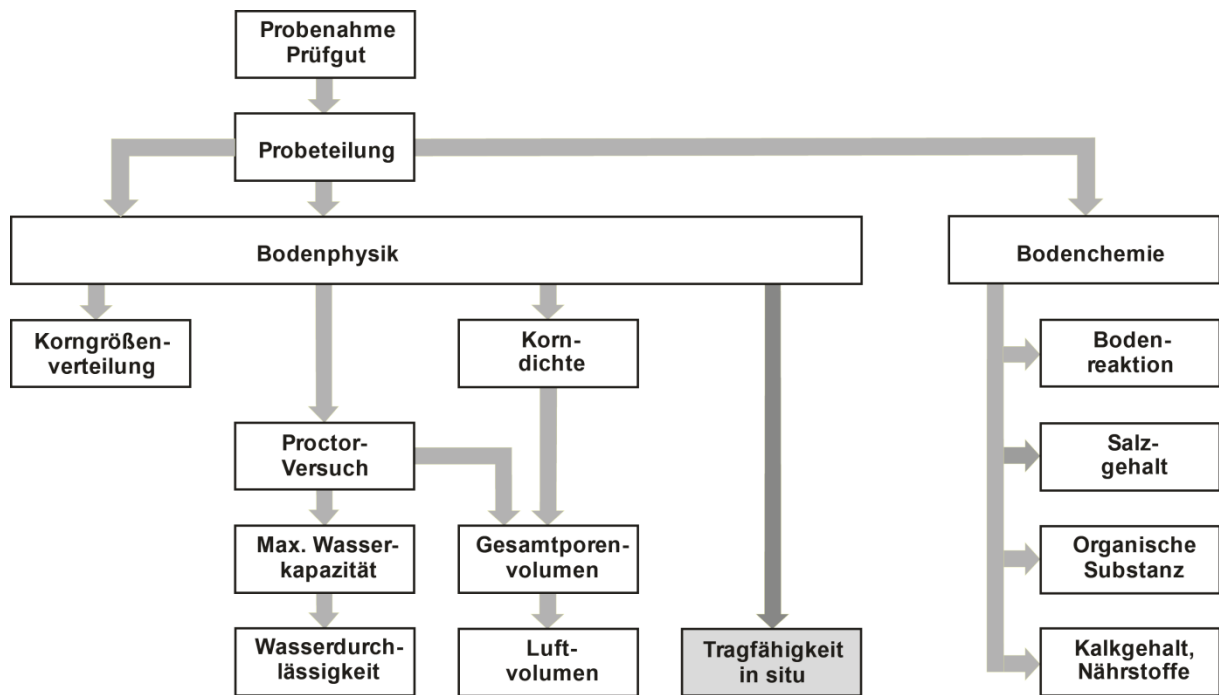 Probenahme
Prüfgut
Probeteilung
Bodenphysik
Bodenchemie
Korngrößen-
verteilung
Korn-
dichte
Boden-
reaktion
Proctor-
Versuch
Salz-
gehalt
Max. Wasser-
kapazität
Gesamtporen-
volumen
Organische
Substanz
Wasserdurch-
lässigkeit
Luft-
volumen
Tragfähigkeit
in situ
Kalkgehalt,
Nährstoffe